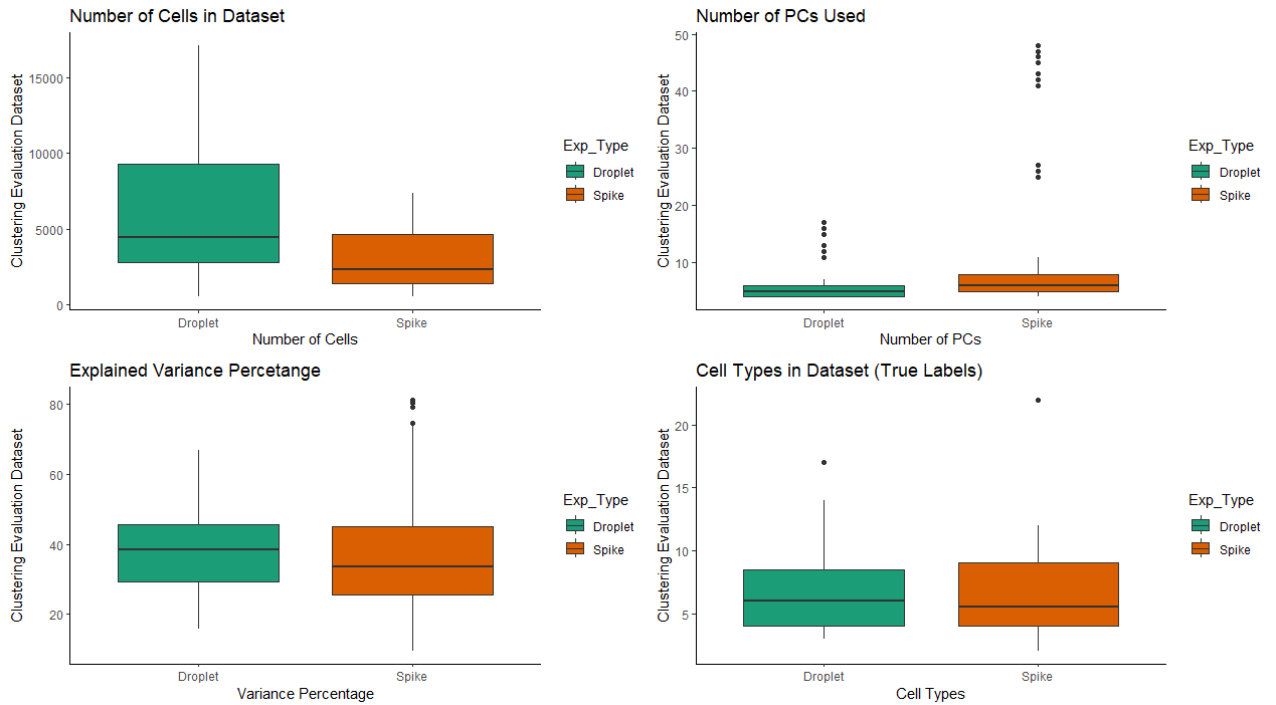 Number of Cells in Dataset
Clustering Evaluation Dataset
15000
10000
5000
0
Droplet
Spike
Number of Cells
Exp_Type
Droplet
Spike
Number of PCs Used
Clustering Evaluation Dataset
50
40
30
20
10
Droplet
Spike
Number of PCs
Exp_Type
Droplet
Spike
Explained Variance Percetange
Clustering Evaluation Dataset
80
60
40
20
Droplet
Spike
Variance Percentage
Exp_Type
Droplet
Spike
Cell Types in Dataset (True Labels)
Clustering Evaluation Dataset
20
15
10
5
Droplet
Spike
Cell Types
Exp_Type
Droplet
Spike